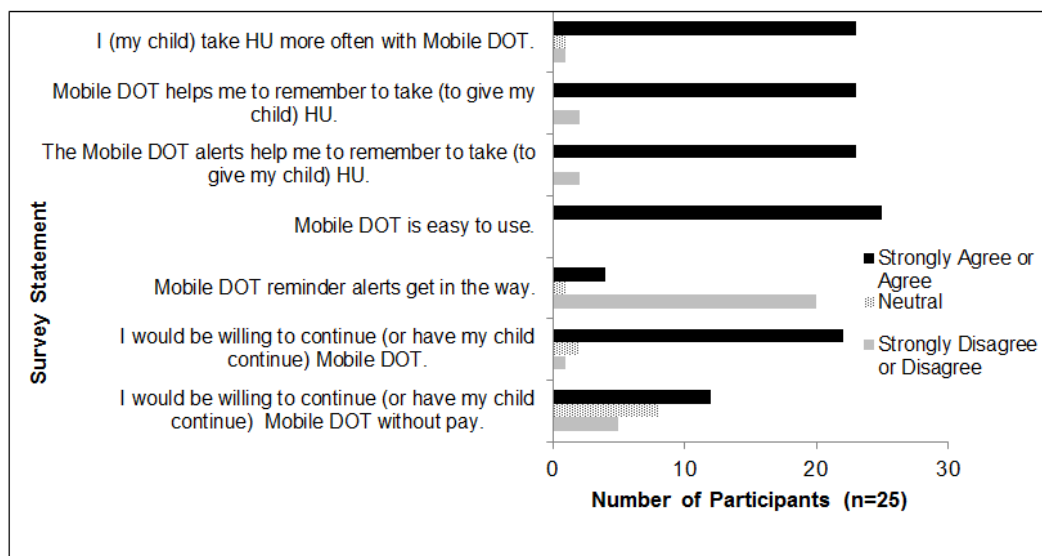 I (my child) take HU more often with Mobile DOT.
Mobile DOT helps me to remember to take (to give my
child) HU.
The Mobile DOT alerts help me to remember to take (to
give my child) HU.
Mobile DOT is easy to use.
Mobile DOT reminder alerts get in the way.
I would be willing to continue (or have my child
continue) Mobile DOT.
I would be willing to continue (or have my child
continue)  Mobile DOT without pay.
Survey Statement
Strongly Agree or
Agree
Neutral
Strongly Disagree
or Disagree
0 10 20 30
Number of Participants (n=25)